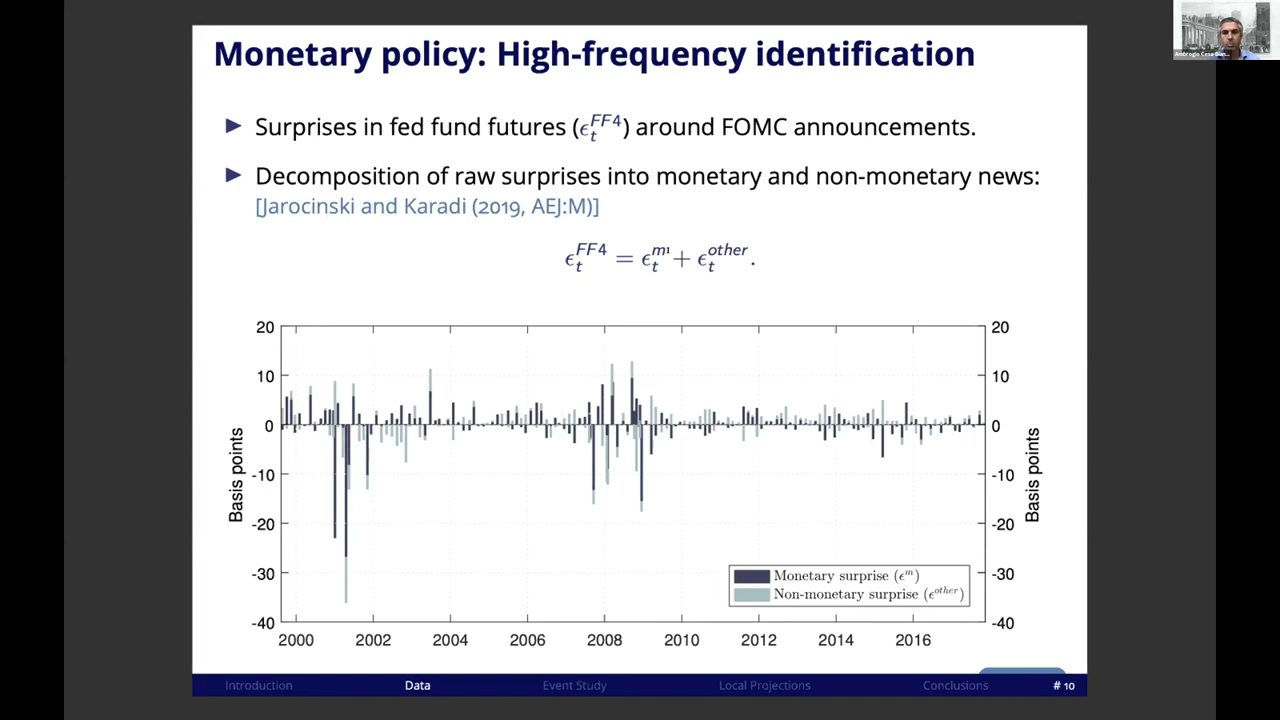 Monetary policy: High-frequency identification
Surprises in fed fund futures (ϵ_t^FF4) around FOMC announcements.
Decomposition of raw surprises into monetary and non-monetary news:
[Jarocinski and Karadi (2019, AEJ:M)]
ϵ_t^FF4 = ϵ_t^m + ϵ_t^other.
20 20
10 10
0 0
-10 -10
-20 -20
-30 -30
-40 -40
Basis points
Basis points
Monetary surprise (ϵ^m)
Non-monetary surprise (ϵ^other)
2000 2002 2004 2006 2008 2010 2012 2014 2016
Introduction Data Event Study Local Projections Conclusions # 10
Ambrogio Cesa